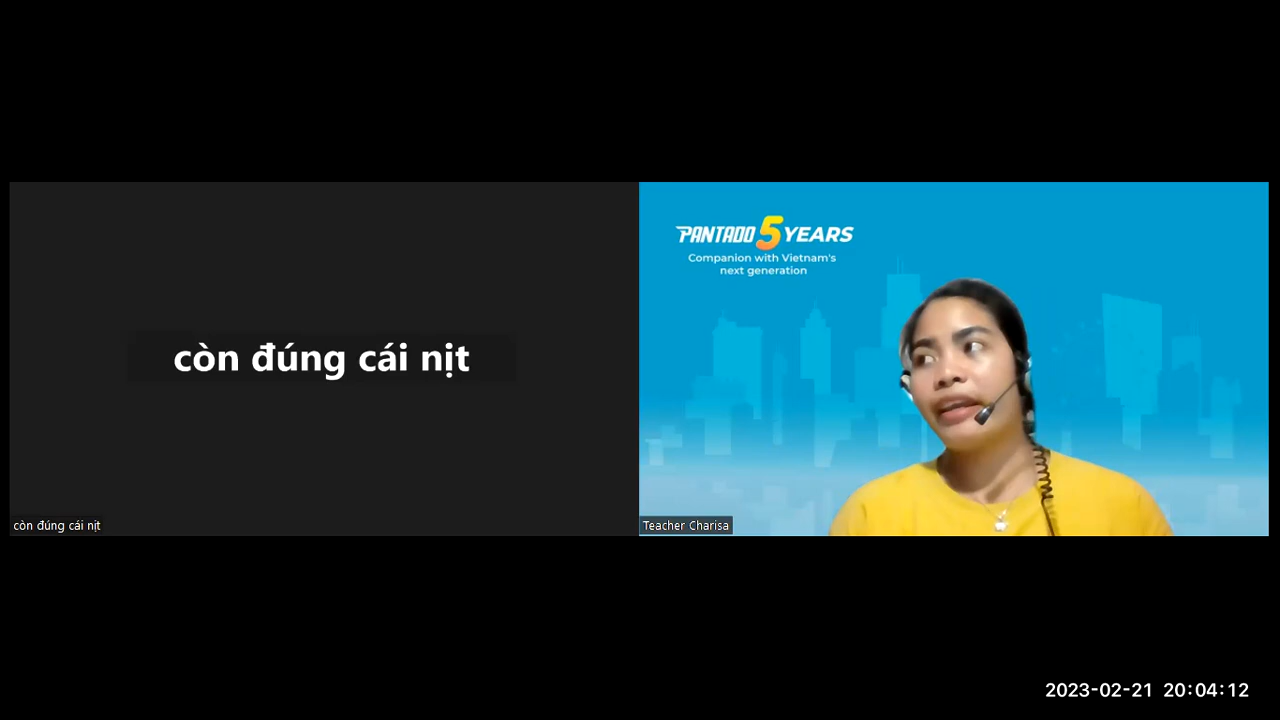 còn đúng cái nịt
còn đúng cái nịt
PANTADO 5 YEARS
Companion with Vietnam's
next generation
Teacher Charisa
2023-02-21 20:04:12